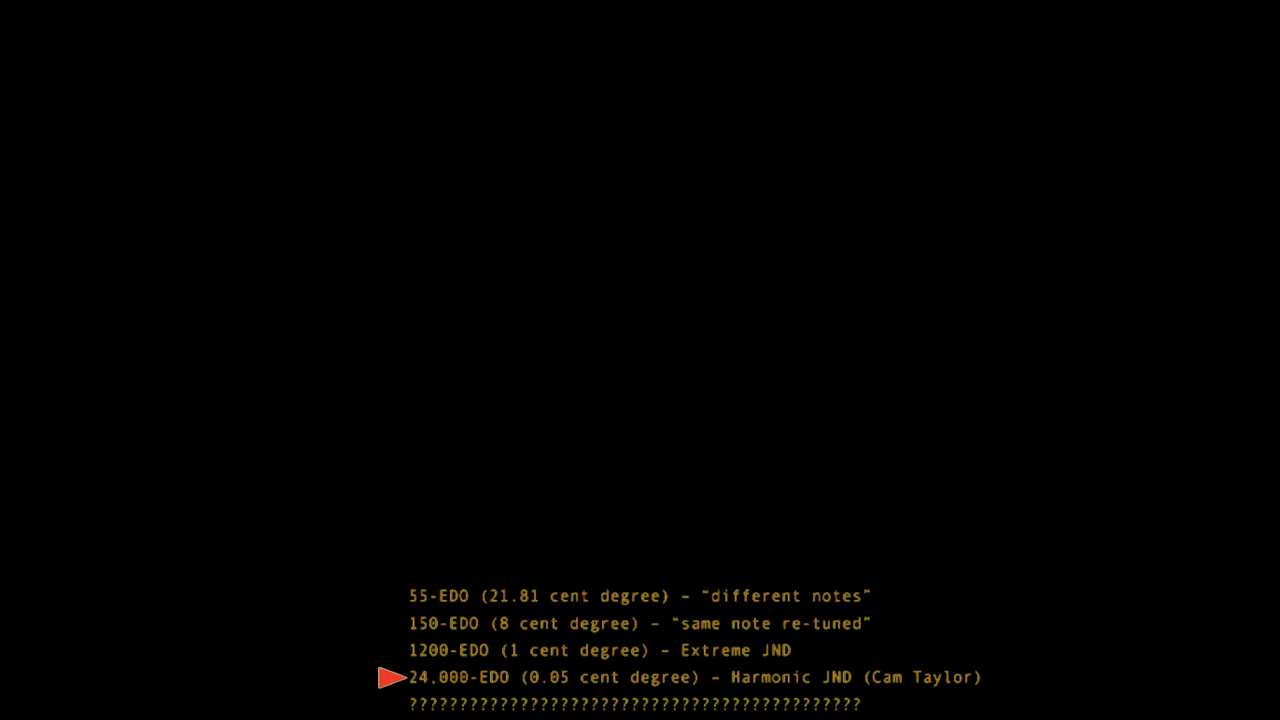 55-EDO (21.81 cent degree) – “different notes”
150-EDO (8 cent degree) – “same note re-tuned”
1200-EDO (1 cent degree) – Extreme JND
24,000-EDO (0.05 cent degree) – Harmonic JND (Cam Taylor)
?????????????????????????????????????????????